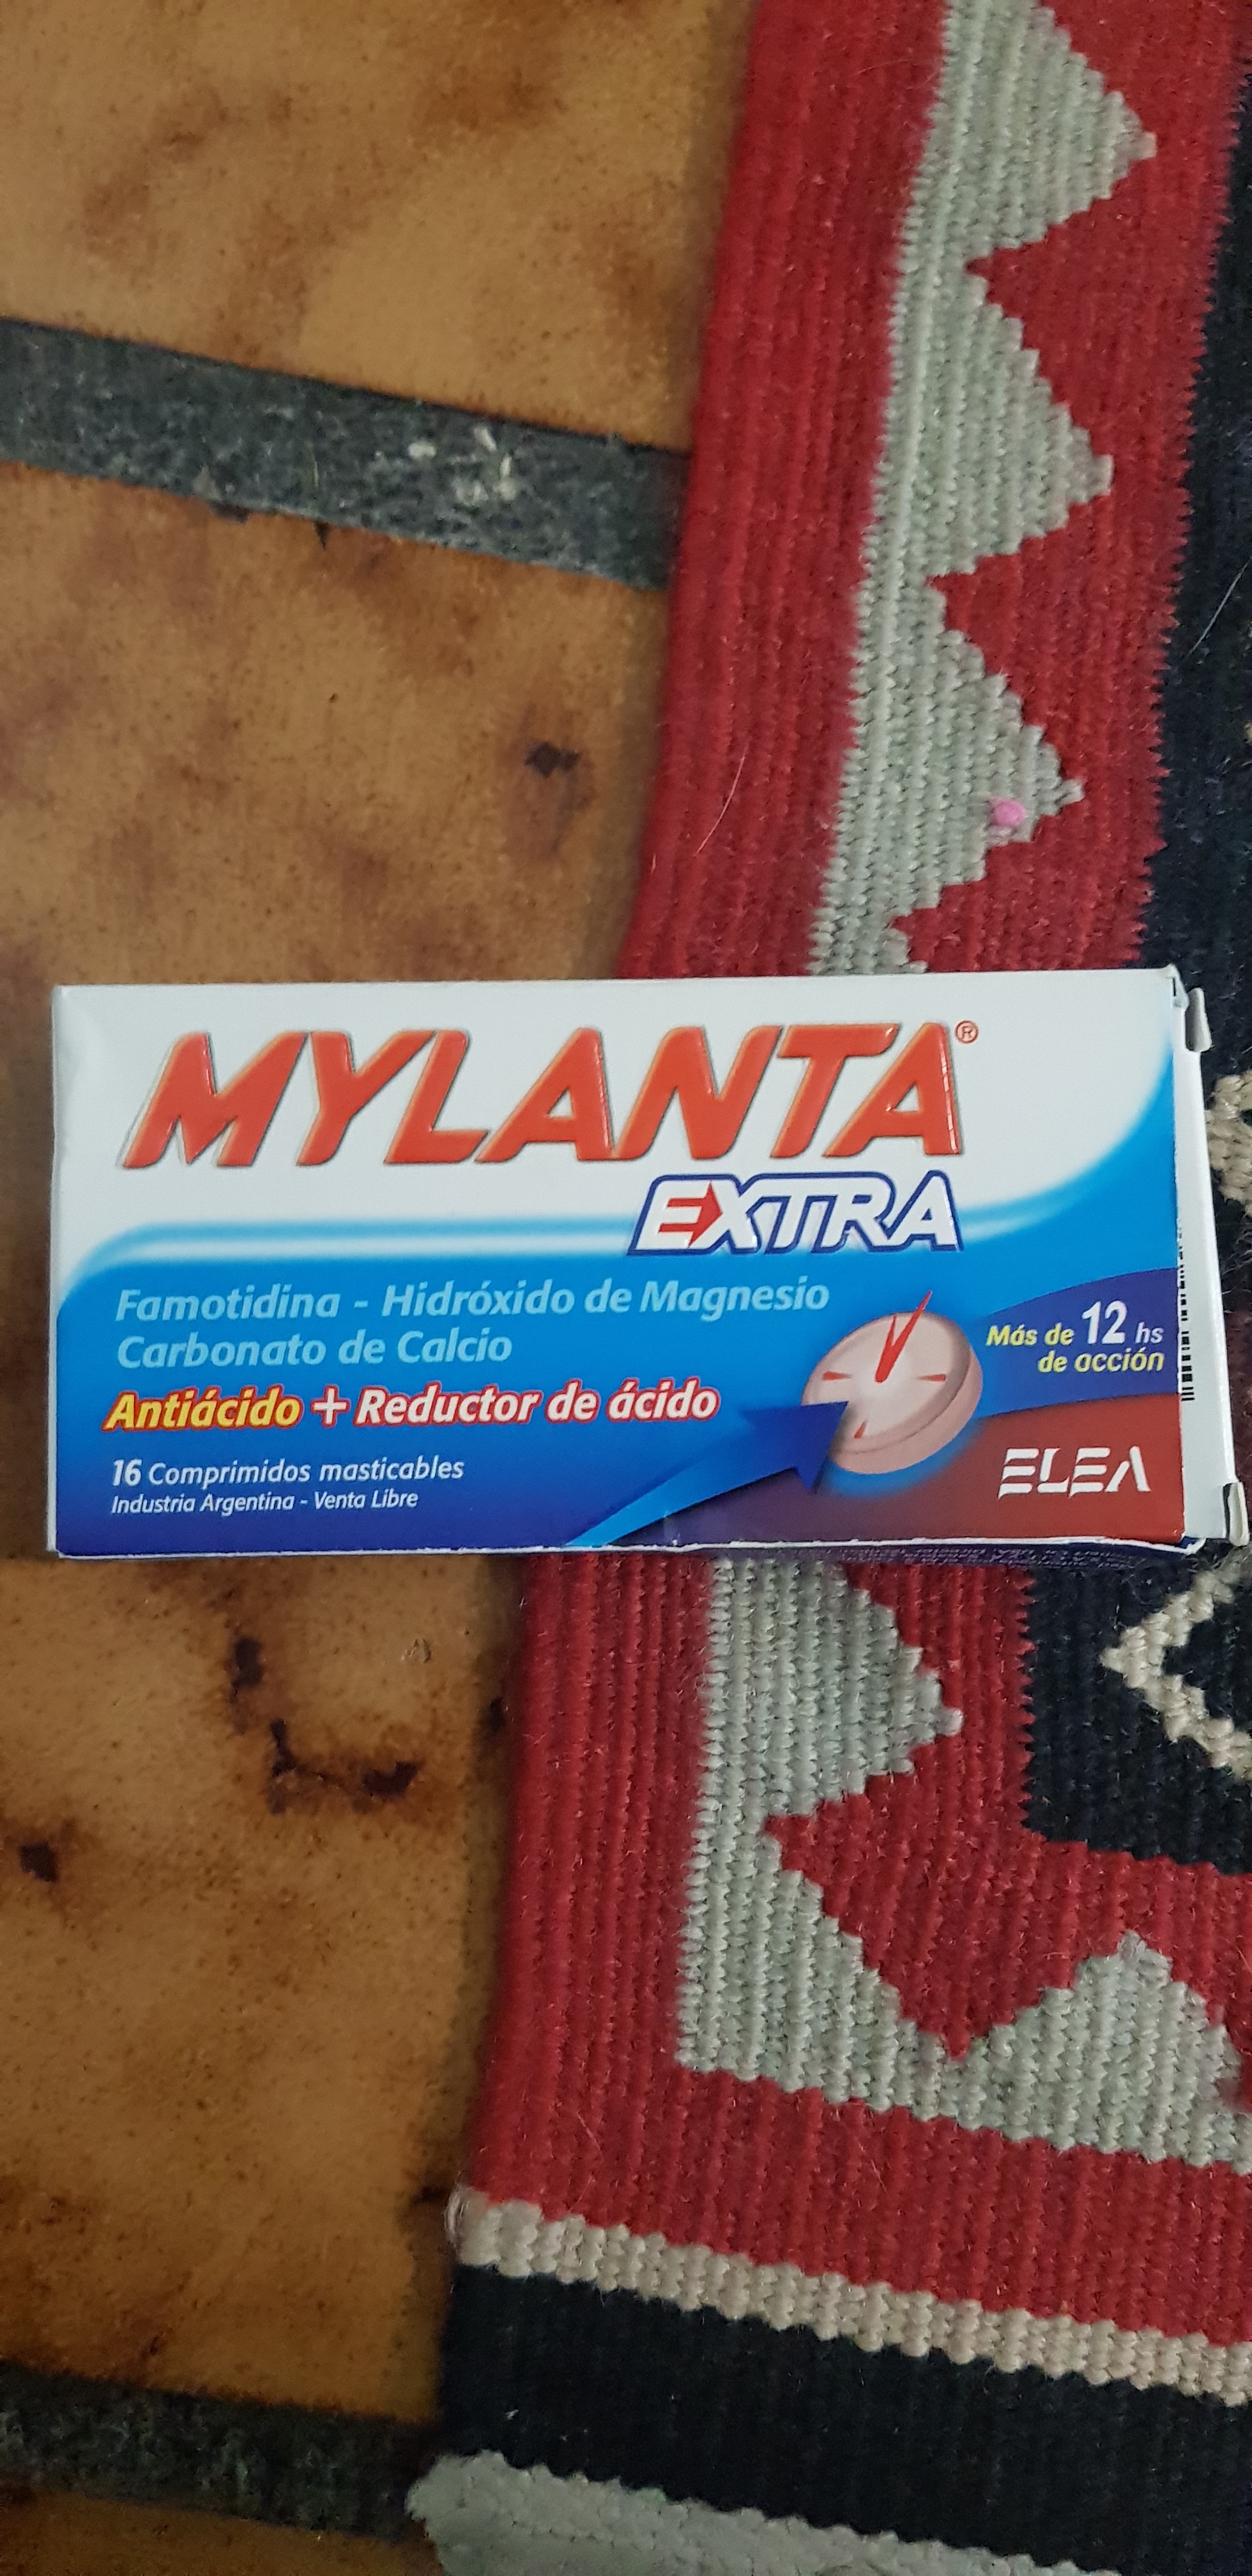 MYLANTA®
EXTRA
Famotidina - Hidróxido de Magnesio
Carbonato de Calcio
Antiácido + Reductor de ácido
16 Comprimidos masticables
Industria Argentina - Venta Libre
Más de 12 hs
de acción
ELEA